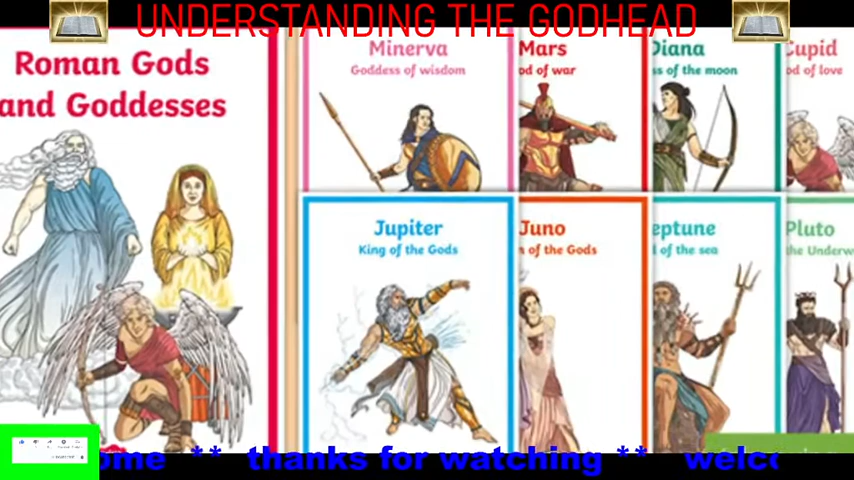 UNDERSTANDING THE GODHEAD
Roman Gods
and Goddesses
Minerva
Goddess of wisdom
Mars
od of war
Diana
ss of the moon
Cupid
od of love
Jupiter
King of the Gods
Juno
n of the Gods
eptune
l of the sea
Pluto
the Underw
ome ** thanks for watching ** welc